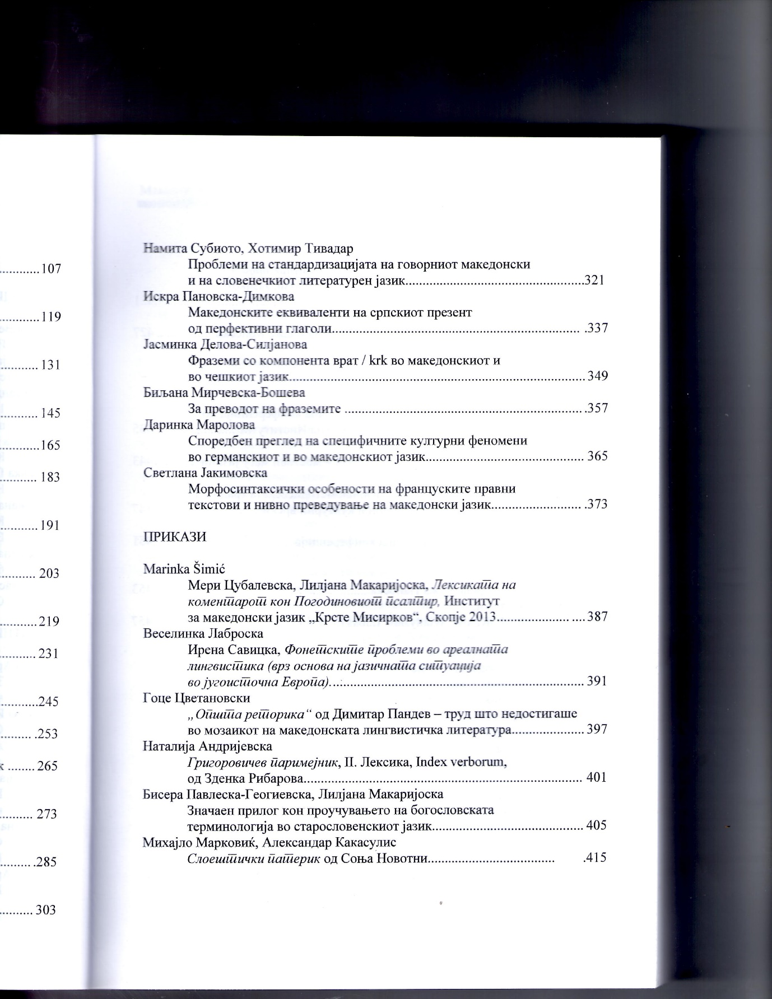 ............107
............119
........... 131
........... 145
............165
........... 183
............191
........... 203
............219
........... 231
............245
......... .253
........ 265
.......... 273
......... .285
.......... 303
Намита Субиото, Хотимир Тивадар
Проблеми на стандардизацијата на говорниот македонски
и на словенечкиот литературен јазик....................................................321
Искра Пановска-Димкова
Македонските еквиваленти на српскиот презент
од перфективни глаголи........................................................................ .337
Јасминка Делова-Силјанова
Фраземи со компонента врат / krk во македонскиот и
во чешкиот јазик...................................................................................... 349
Биљана Мирчевска-Бошева
За преводот на фраземите ..................................................................... .357
Даринка Маролова
Споредбен преглед на специфичните културни феномени
во германскиот и во македонскиот јазик.............................................. 365
Светлана Јакимовска
Морфосинтаксички особености на француските правни
текстови и нивно преведување на македонски јазик.......................... .373
ПРИКАЗИ
Marinka Šimić
Мери Цубалевска, Лилјана Макаријоска, Лексиката на
коментарот кон Погодиновиот псалтир, Институт
за македонски јазик „Крсте Мисирков“, Скопје 2013..................... ....387
Веселинка Лаброска
Ирена Савицка, Фонетските проблеми во ареалната
лингвистика (врз основа на јазичната ситуација
во југоисточна Европа).......................................................................... 391
Гоце Цветановски
„Општа реторика“ од Димитар Пандев – труд што недостигаше
во мозаикот на македонската лингвистичка литература..................... 397
Наталија Андријевска
Григоровичев паримејник, II. Лексика, Index verborum,
од Зденка Рибарова................................................................................. 401
Бисера Павлеска-Георгиевска, Лилјана Макаријоска
Значаен прилог кон проучувањето на богословската
терминологија во старословенскиот јазик............................................ 405
Михајло Марковиќ, Александар Какасулис
Слоештички патерик од Соња Новотни..................................... .415